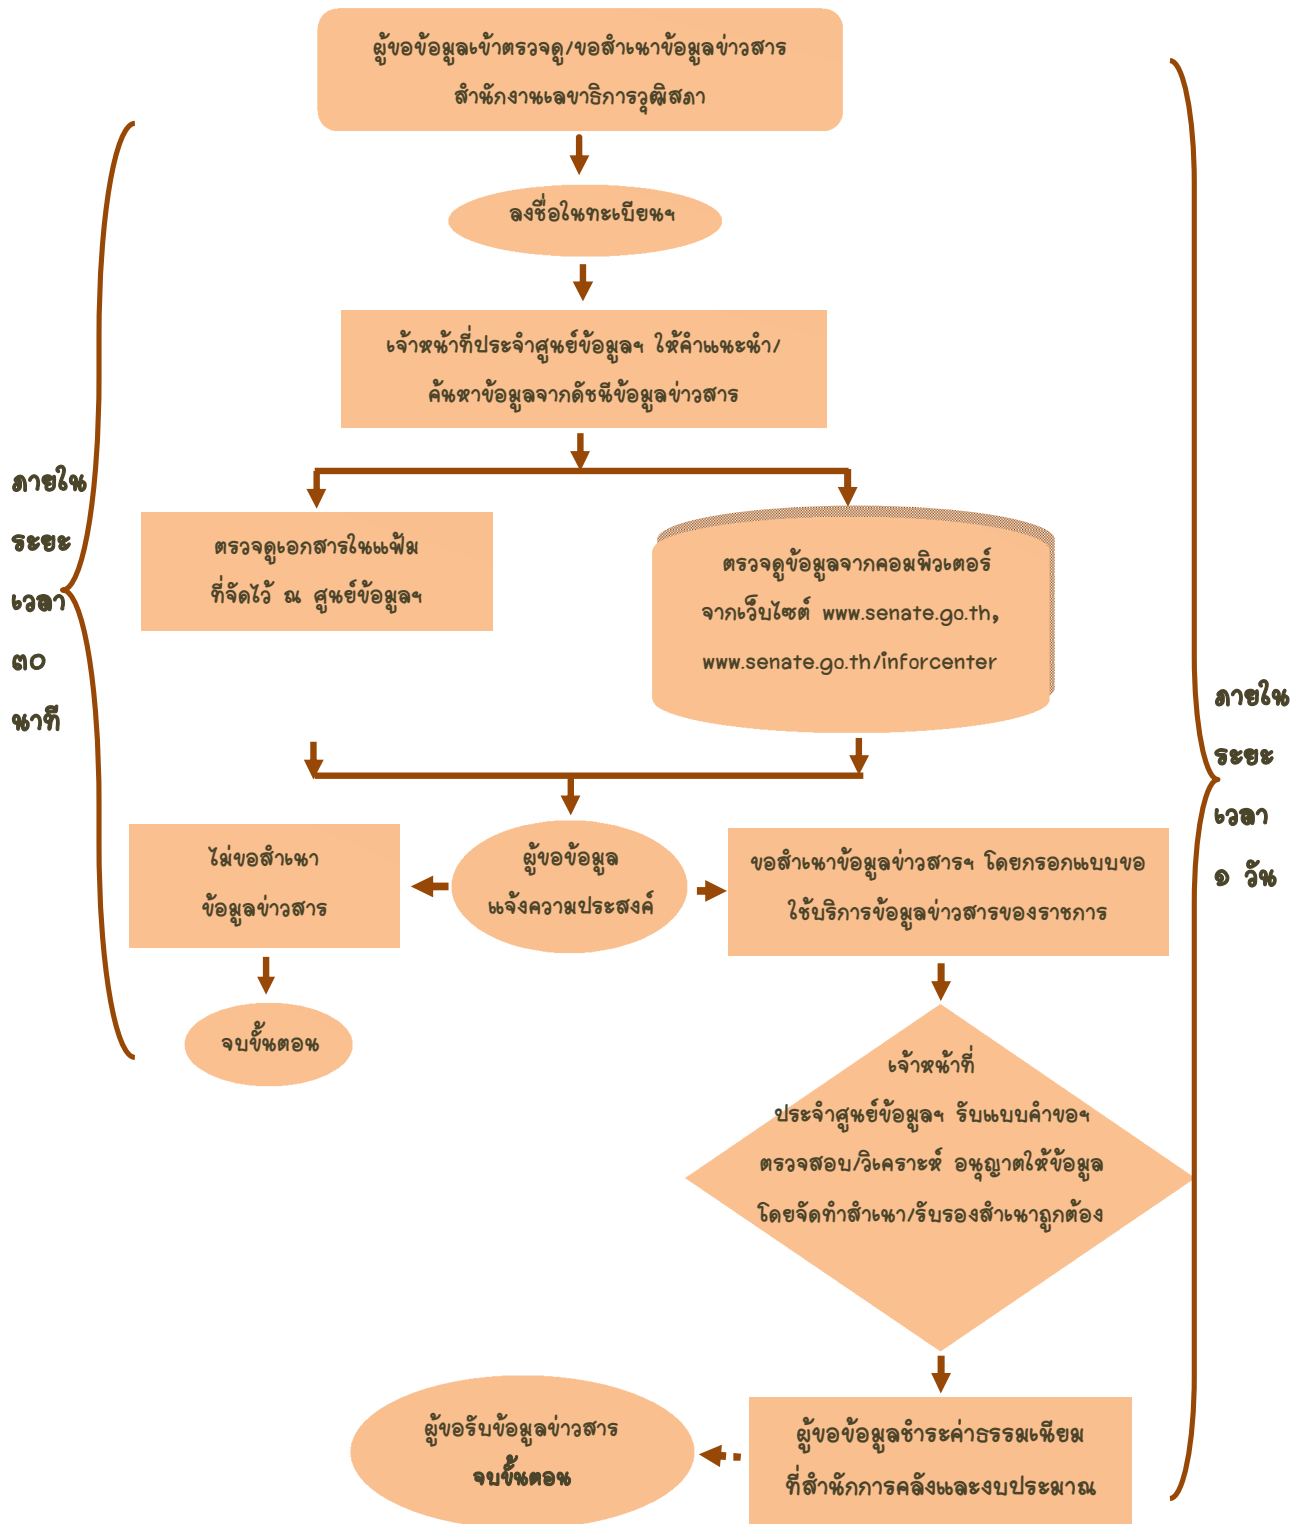 ผู้ขอข้อมูลเข้าตรวจดู/ขอสำเนาข้อมูลข่าวสาร
สำนักงานเลขาธิการวุฒิสภา
ลงชื่อในทะเบียนฯ
เจ้าหน้าที่ประจำศูนย์ข้อมูลฯ ให้คำแนะนำ/
ค้นหาข้อมูลจากดัชนีข้อมูลข่าวสาร
ภายใน
ระยะ
เวลา
๓๐
นาที
ตรวจดูเอกสารในแฟ้ม
ที่จัดไว้ ณ ศูนย์ข้อมูลฯ
ตรวจดูข้อมูลจากคอมพิวเตอร์
จากเว็บไซต์ www.senate.go.th,
www.senate.go.th/inforcenter
ภายใน
ระยะ
เวลา
๑ วัน
ไม่ขอสำเนา
ข้อมูลข่าวสาร
ผู้ขอข้อมูล
แจ้งความประสงค์
ขอสำเนาข้อมูลข่าวสารฯ โดยกรอกแบบขอ
ใช้บริการข้อมูลข่าวสารของราชการ
จบขั้นตอน
เจ้าหน้าที่
ประจำศูนย์ข้อมูลฯ รับแบบคำขอฯ
ตรวจสอบ/วิเคราะห์ อนุญาตให้ข้อมูล
โดยจัดทำสำเนา/รับรองสำเนาถูกต้อง
ผู้ขอรับข้อมูลข่าวสาร
จบขั้นตอน
ผู้ขอข้อมูลชำระค่าธรรมเนียม
ที่สำนักการคลังและงบประมาณ